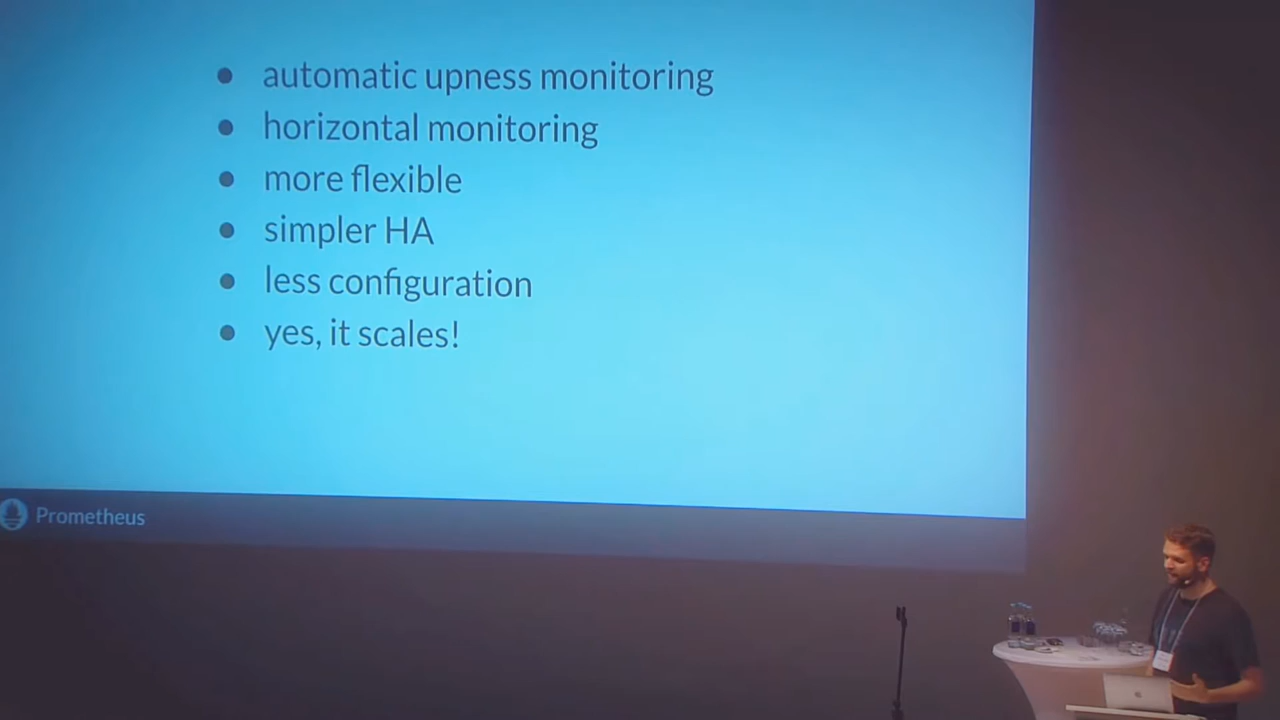 ● automatic upness monitoring
● horizontal monitoring
● more flexible
● simpler HA
● less configuration
● yes, it scales!
Prometheus